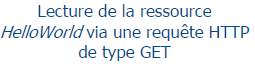 Lecture de la ressource
HelloWorld via une requête HTTP
de type GET